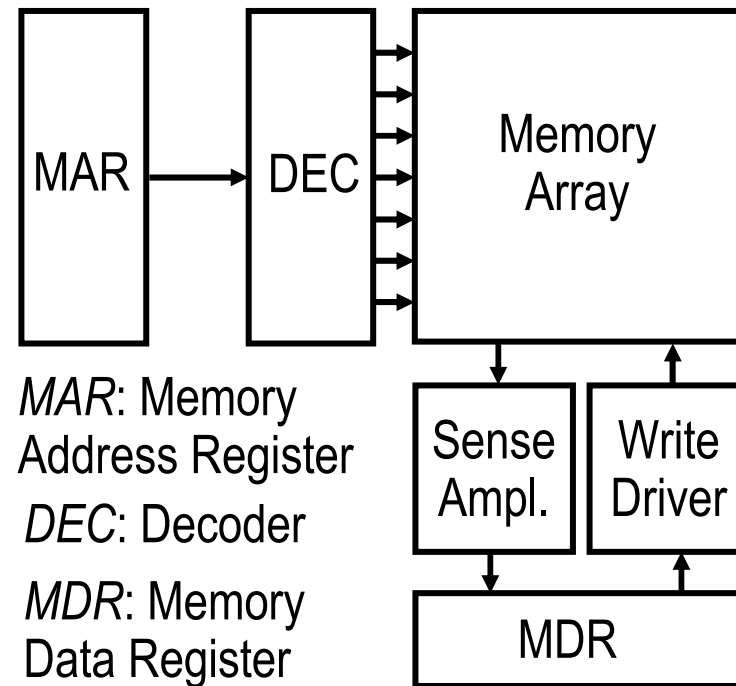 MAR
DEC
Memory
Array
Sense
Ampl.
Write
Driver
MDR
MAR: Memory
Address Register
DEC: Decoder
MDR: Memory
Data Register